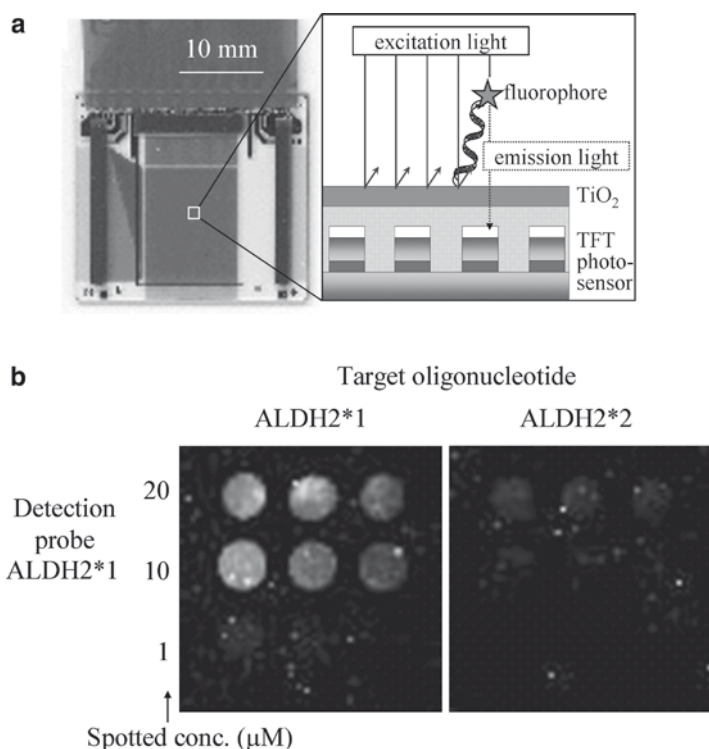 a
10 mm
excitation light
fluorophore
emission light
TiO₂
TFT
photo-
sensor
b
Target oligonucleotide
ALDH2*1
ALDH2*2
Detection
probe
ALDH2*1
20
10
1
Spotted conc. (μM)